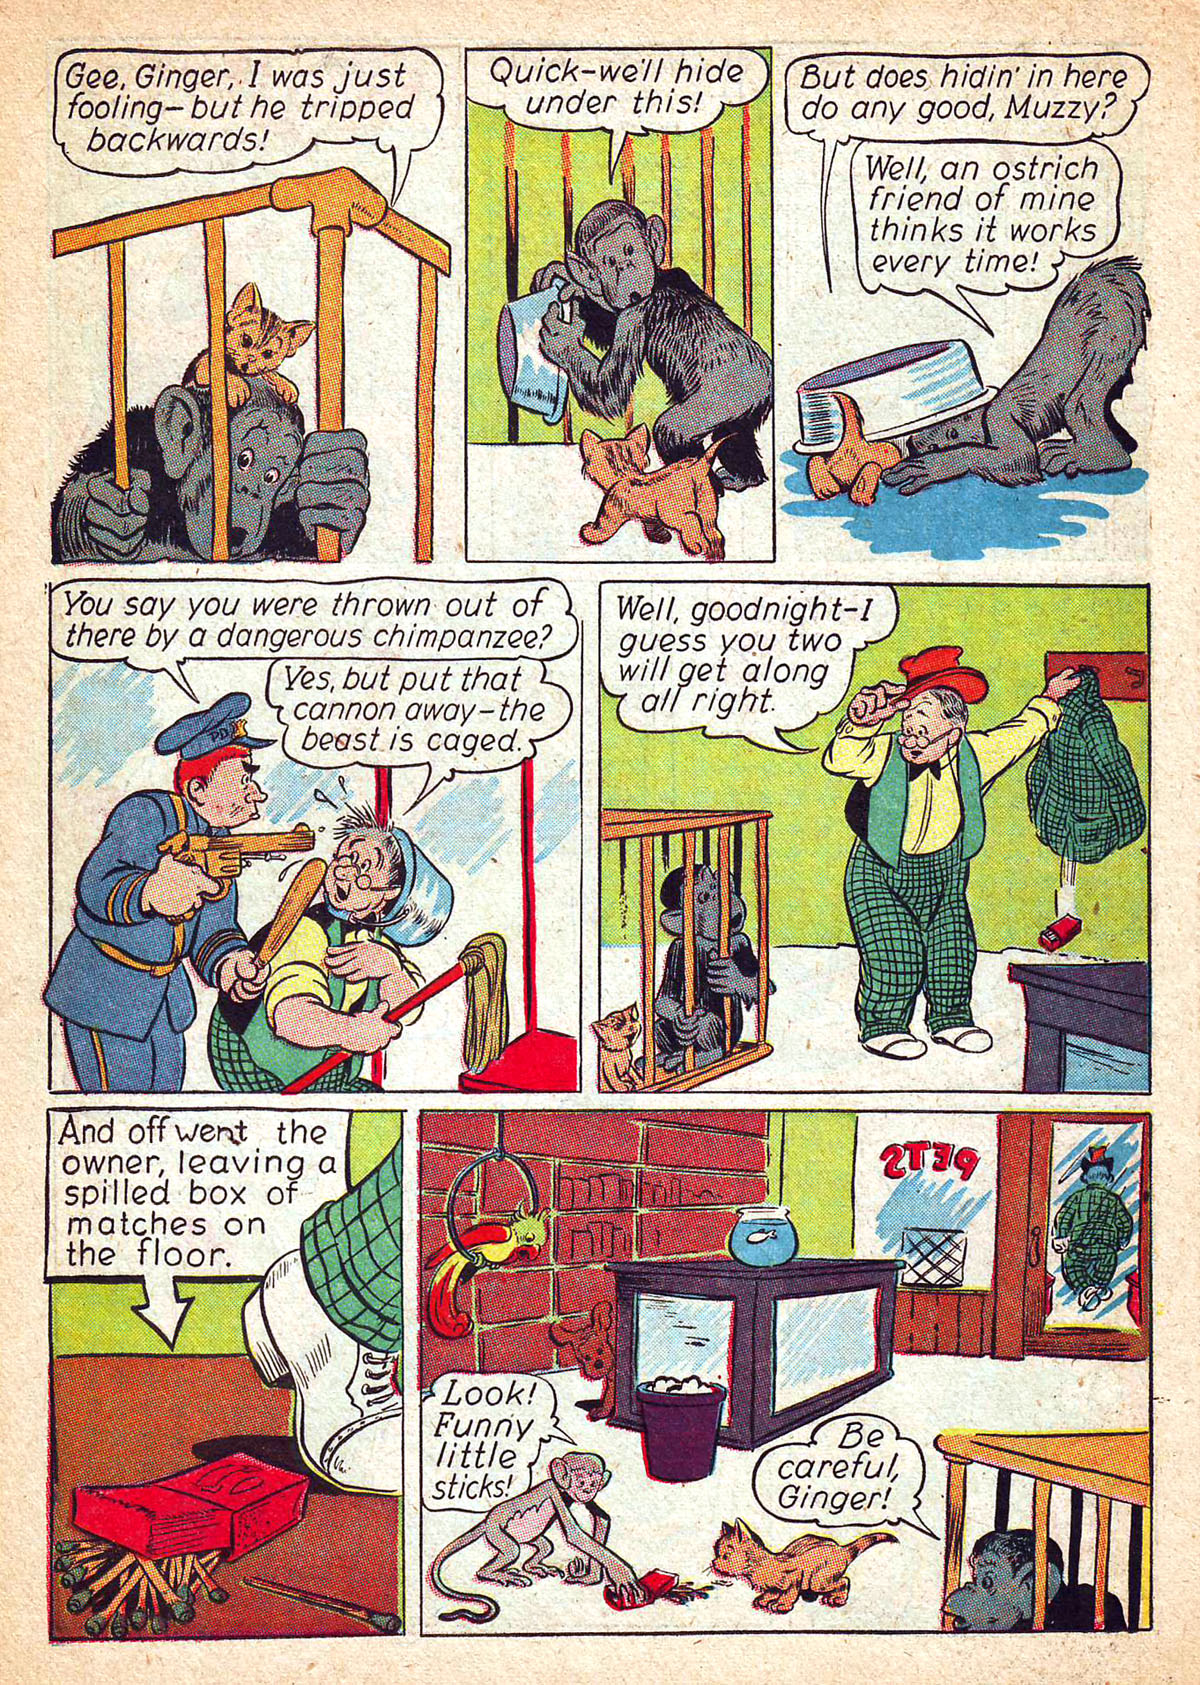 Gee, Ginger, I was just
fooling—but he tripped
backwards!
Quick—we'll hide
under this!
But does hidin' in here
do any good, Muzzy?
Well, an ostrich
friend of mine
thinks it works
every time!
You say you were thrown out of
there by a dangerous chimpanzee?
Yes, but put that
cannon away—the
beast is caged.
PD
Well, goodnight—I
guess you two
will get along
all right.
And off went the
owner, leaving a
spilled box of
matches on
the floor.
PETS
Look!
Funny
little
sticks!
Be
careful,
Ginger!